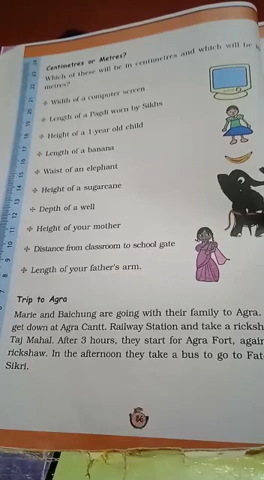 Centimetres or Metres?
Which of these will be in centimetres and which will be
metres?
✤ Width of a computer screen
✤ Length of a Pagdi worn by Sikhs
✤ Height of a 1 year old child
✤ Length of a banana
✤ Waist of an elephant
✤ Height of a sugarcane
✤ Depth of a well
✤ Height of your mother
✤ Distance from classroom to school gate
✤ Length of your father's arm.
Trip to Agra
Marie and Baichung are going with their family to Agra.
get down at Agra Cantt. Railway Station and take a ricksh
Taj Mahal. After 3 hours, they start for Agra Fort, again
rickshaw. In the afternoon they take a bus to go to Fat
Sikri.